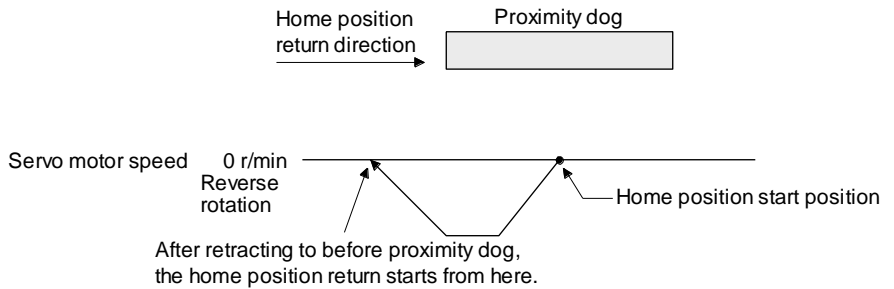 Home position
return direction
Proximity dog
Servo motor speed 0 r/min
Reverse
rotation
Home position start position
After retracting to before proximity dog,
the home position return starts from here.